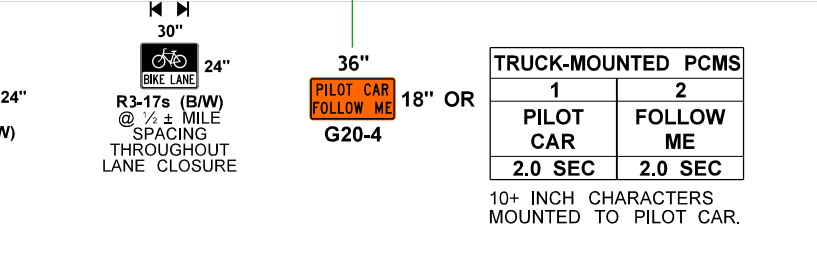 24"
W)
30"
BIKE LANE
24"
R3-17s (B/W)
@ ½ ± MILE
SPACING
THROUGHOUT
LANE CLOSURE
36"
PILOT CAR
FOLLOW ME
18" OR
G20-4
TRUCK-MOUNTED PCMS
1 2
PILOT FOLLOW
CAR ME
2.0 SEC 2.0 SEC
10+ INCH CHARACTERS
MOUNTED TO PILOT CAR.